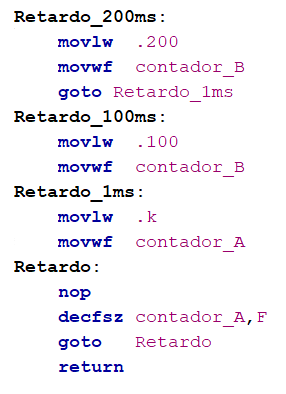 Retardo_200ms:
movlw .200
movwf contador_B
goto Retardo_1ms
Retardo_100ms:
movlw .100
movwf contador_B
Retardo_1ms:
movlw .k
movwf contador_A
Retardo:
nop
decfsz contador_A,F
goto Retardo
return